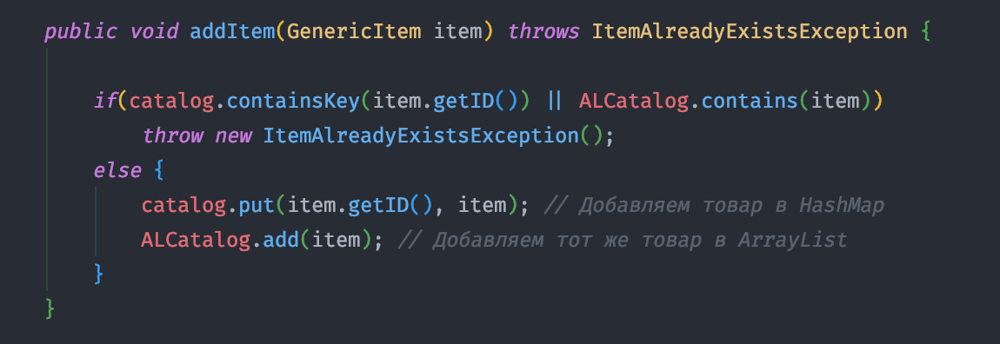 public void addItem(GenericItem item) throws ItemAlreadyExistsException {
if(catalog.containsKey(item.getID()) || ALCatalog.contains(item))
throw new ItemAlreadyExistsException();
else {
catalog.put(item.getID(), item); // Добавляем товар в HashMap
ALCatalog.add(item); // Добавляем тот же товар в ArrayList
}
}